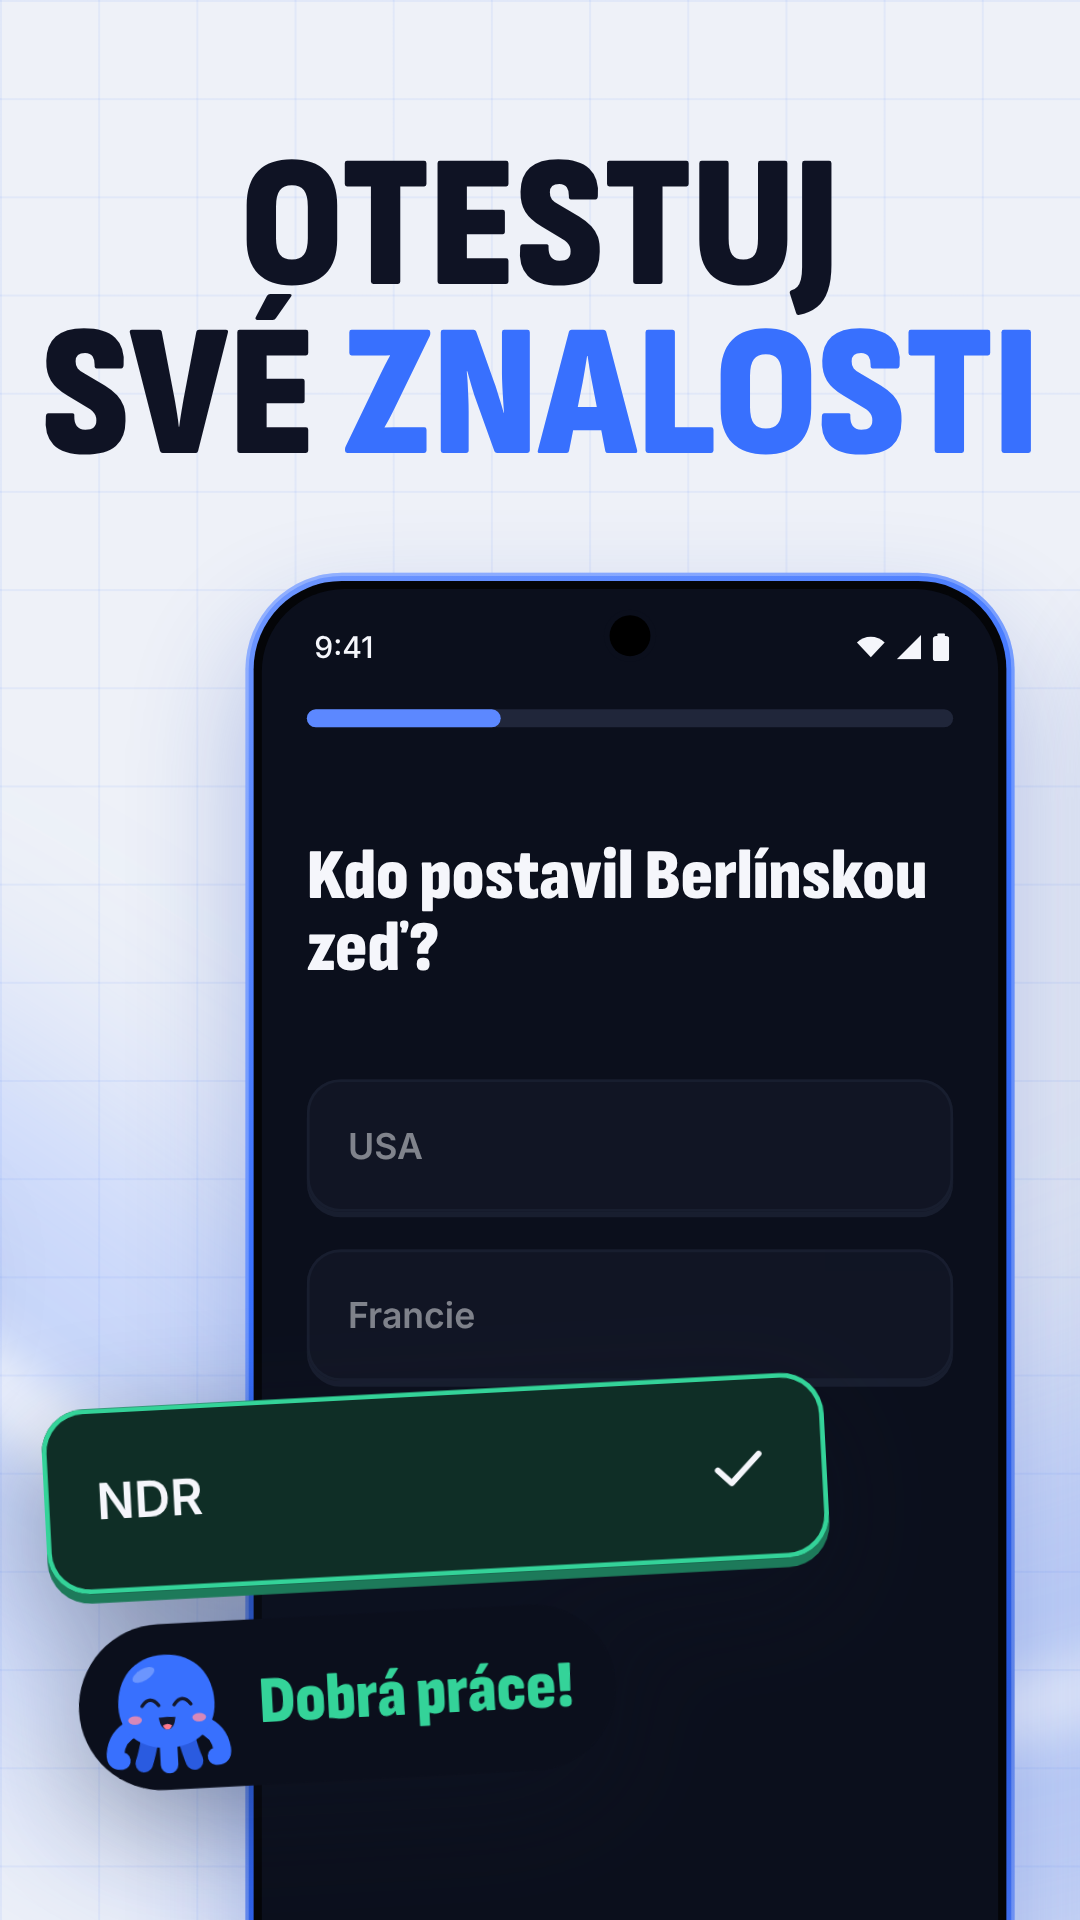 OTESTUJ
SVÉ ZNALOSTI
9:41
Kdo postavil Berlínskou
zeď?
USA
Francie
NDR
Dobrá práce!